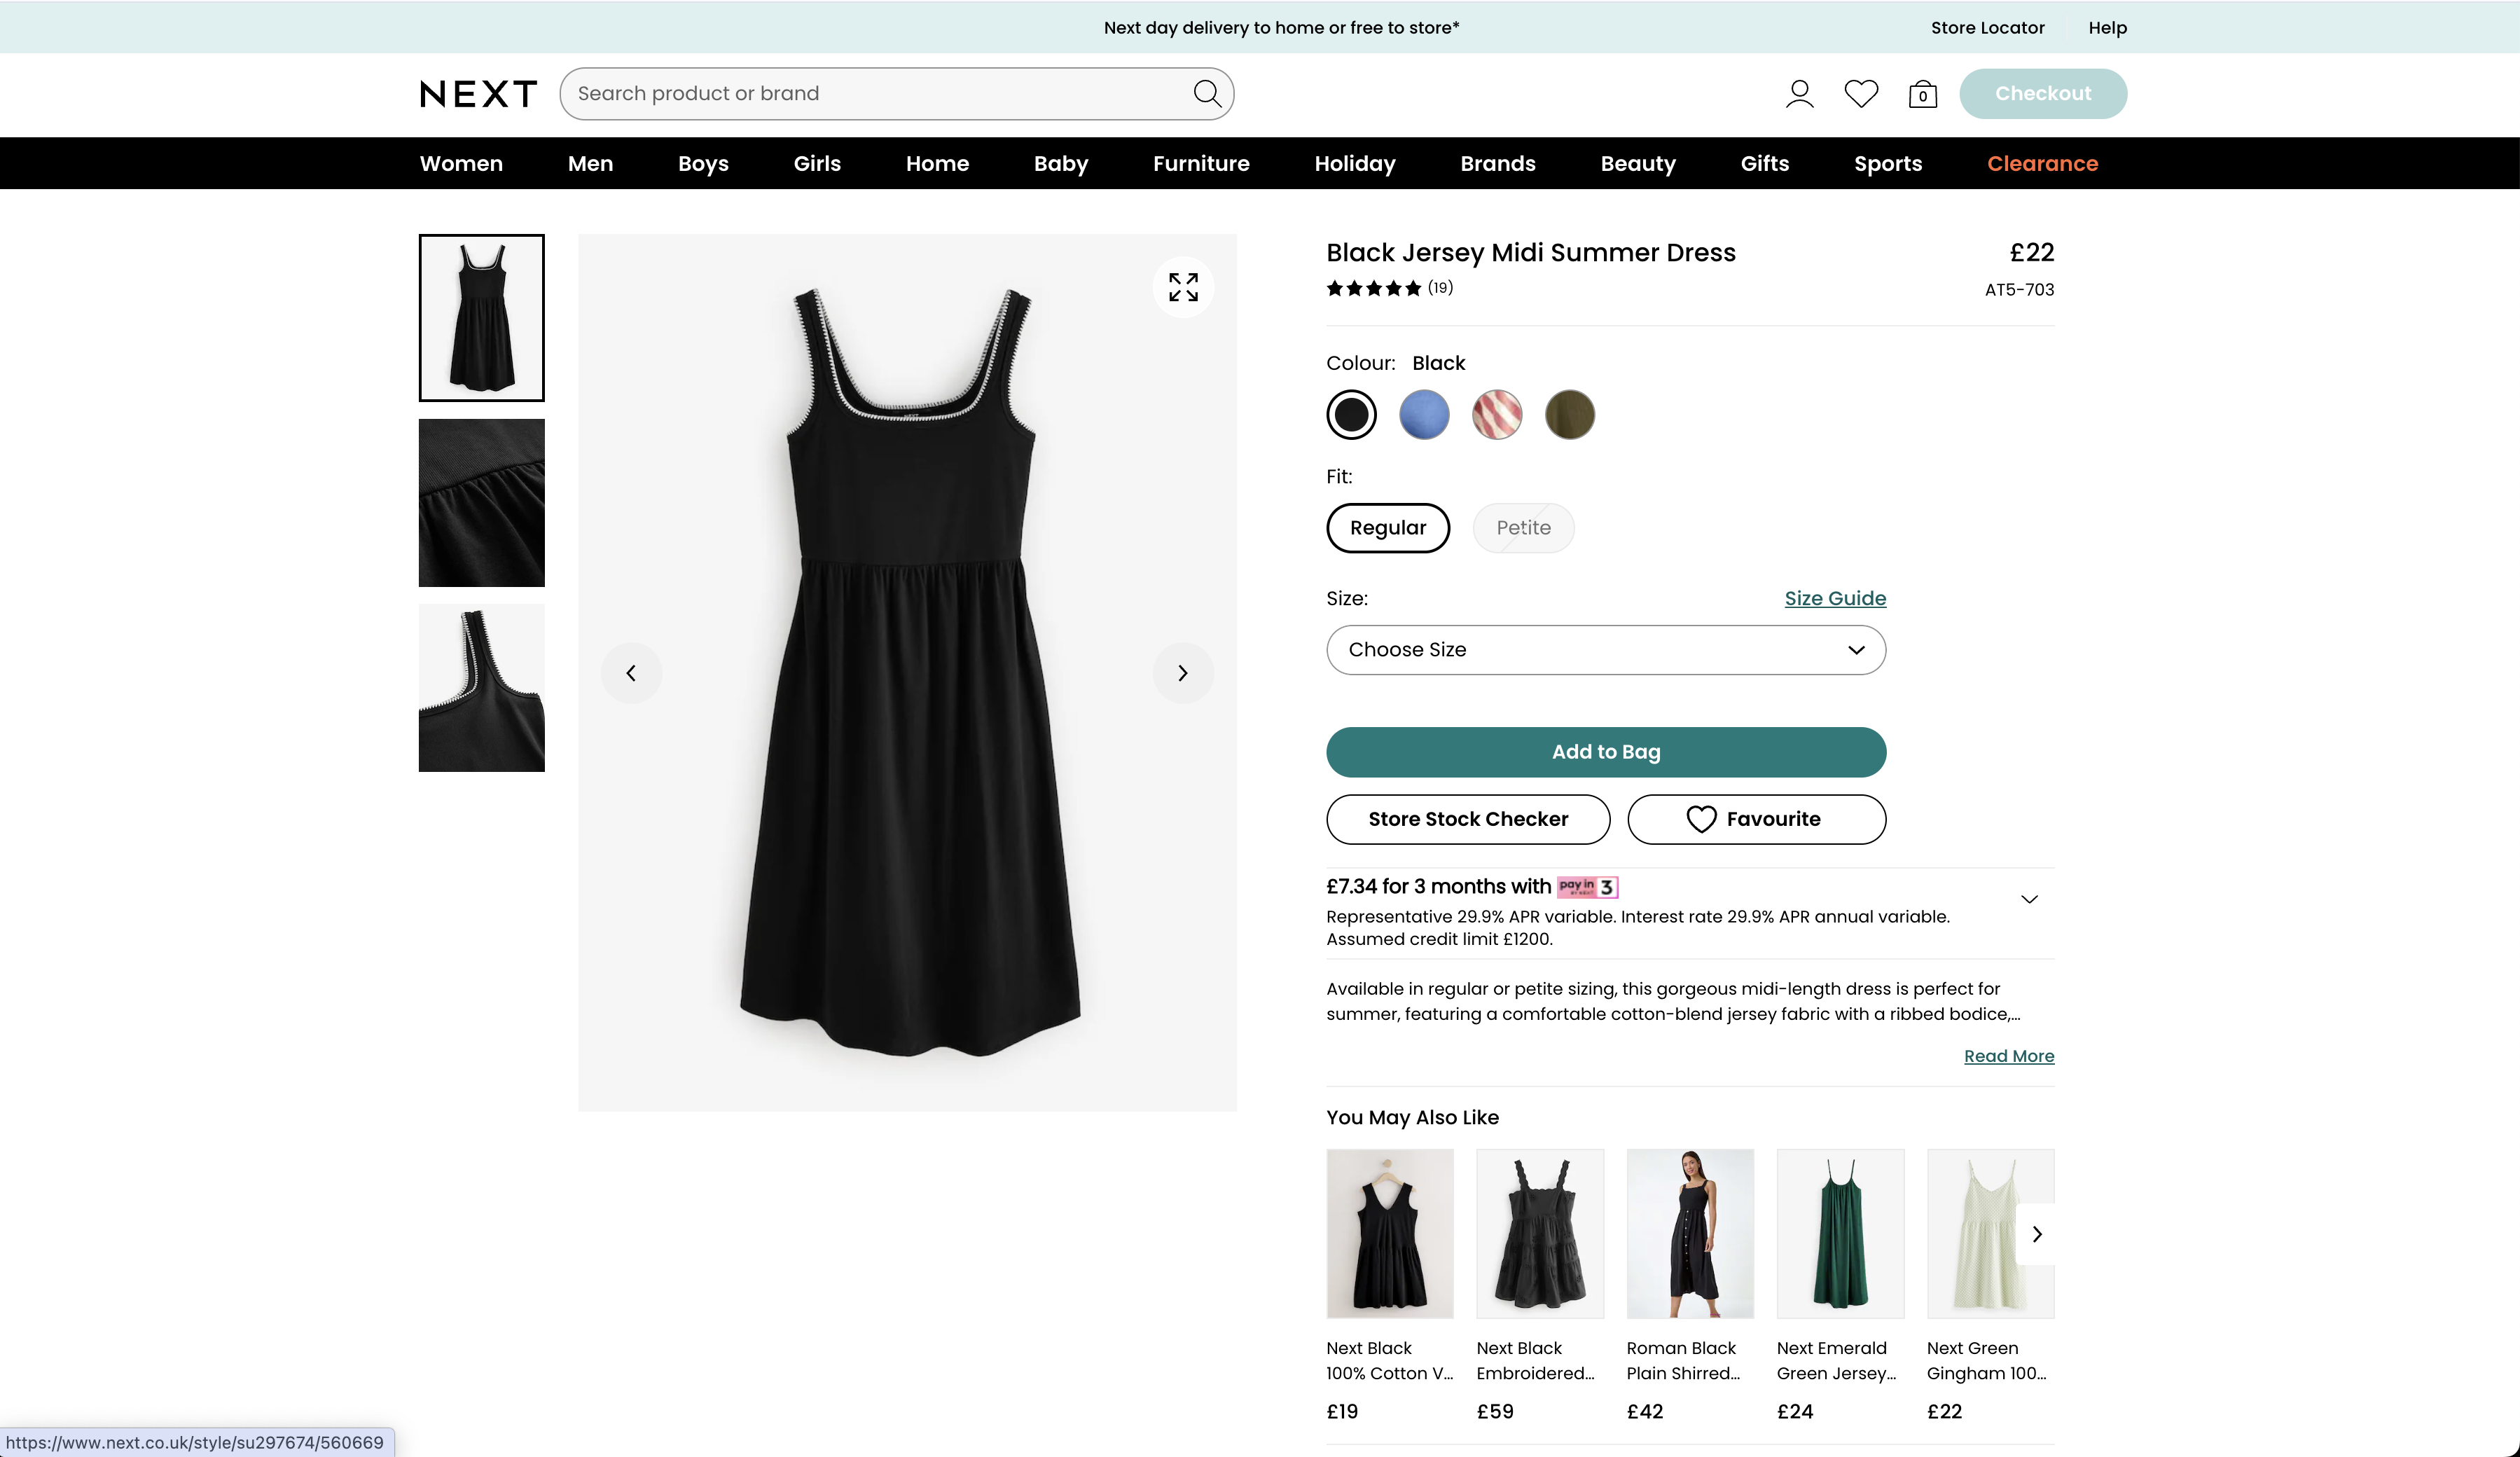 Next day delivery to home or free to store*
Store Locator
Help
NEXT
Search product or brand
0
Checkout
Women
Men
Boys
Girls
Home
Baby
Furniture
Holiday
Brands
Beauty
Gifts
Sports
Clearance
Black Jersey Midi Summer Dress
£22
(19)
AT5-703
Colour: Black
Fit:
Regular
Petite
Size:
Size Guide
Choose Size
Add to Bag
Store Stock Checker
Favourite
£7.34 for 3 months with pay in 3
BY NEXT
Representative 29.9% APR variable. Interest rate 29.9% APR annual variable.
Assumed credit limit £1200.
Available in regular or petite sizing, this gorgeous midi-length dress is perfect for
summer, featuring a comfortable cotton-blend jersey fabric with a ribbed bodice,...
Read More
You May Also Like
Next Black
100% Cotton V...
£19
Next Black
Embroidered...
£59
Roman Black
Plain Shirred...
£42
Next Emerald
Green Jersey...
£24
Next Green
Gingham 100...
£22
https://www.next.co.uk/style/su297674/560669